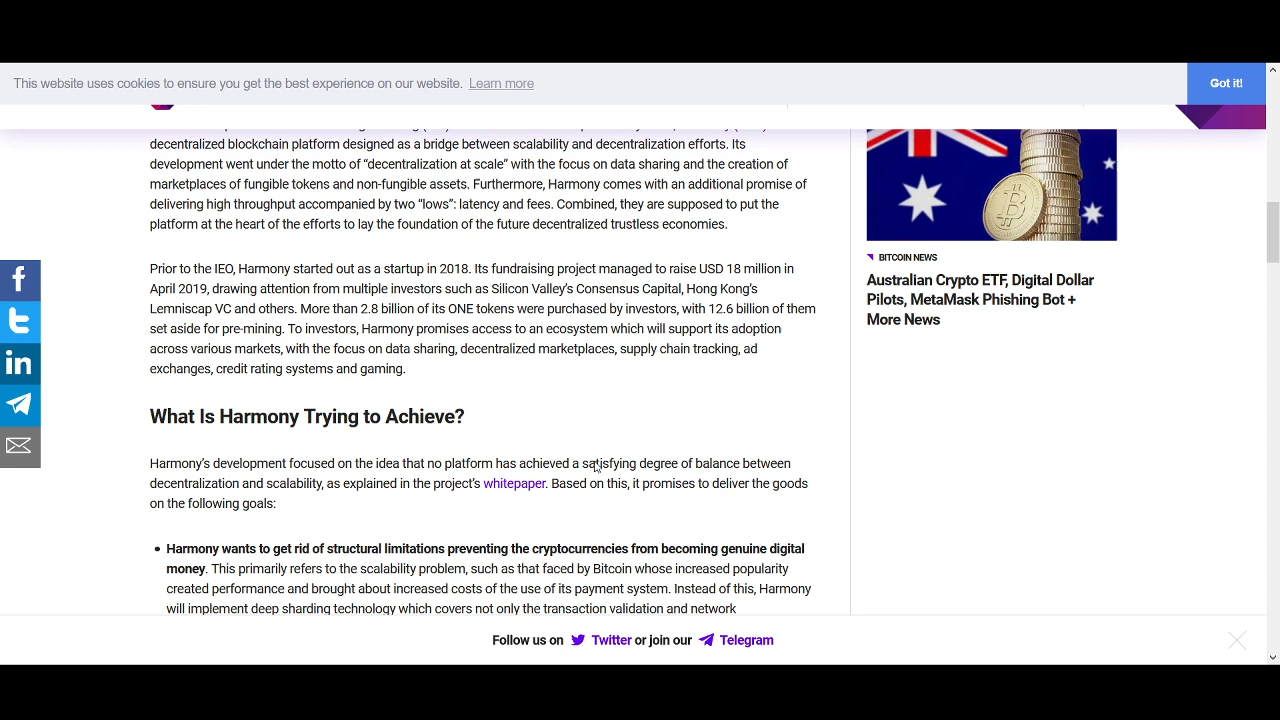 This website uses cookies to ensure you get the best experience on our website. Learn more
Got it!
decentralized blockchain platform designed as a bridge between scalability and decentralization efforts. Its
development went under the motto of “decentralization at scale” with the focus on data sharing and the creation of
marketplaces of fungible tokens and non-fungible assets. Furthermore, Harmony comes with an additional promise of
delivering high throughput accompanied by two “lows”: latency and fees. Combined, they are supposed to put the
platform at the heart of the efforts to lay the foundation of the future decentralized trustless economies.
Prior to the IEO, Harmony started out as a startup in 2018. Its fundraising project managed to raise USD 18 million in
April 2019, drawing attention from multiple investors such as Silicon Valley’s Consensus Capital, Hong Kong’s
Lemniscap VC and others. More than 2.8 billion of its ONE tokens were purchased by investors, with 12.6 billion of them
set aside for pre-mining. To investors, Harmony promises access to an ecosystem which will support its adoption
across various markets, with the focus on data sharing, decentralized marketplaces, supply chain tracking, ad
exchanges, credit rating systems and gaming.
What Is Harmony Trying to Achieve?
Harmony’s development focused on the idea that no platform has achieved a satisfying degree of balance between
decentralization and scalability, as explained in the project’s whitepaper. Based on this, it promises to deliver the goods
on the following goals:
• Harmony wants to get rid of structural limitations preventing the cryptocurrencies from becoming genuine digital
money. This primarily refers to the scalability problem, such as that faced by Bitcoin whose increased popularity
created performance and brought about increased costs of the use of its payment system. Instead of this, Harmony
will implement deep sharding technology which covers not only the transaction validation and network
BITCOIN NEWS
Australian Crypto ETF, Digital Dollar
Pilots, MetaMask Phishing Bot +
More News
Follow us on Twitter or join our Telegram